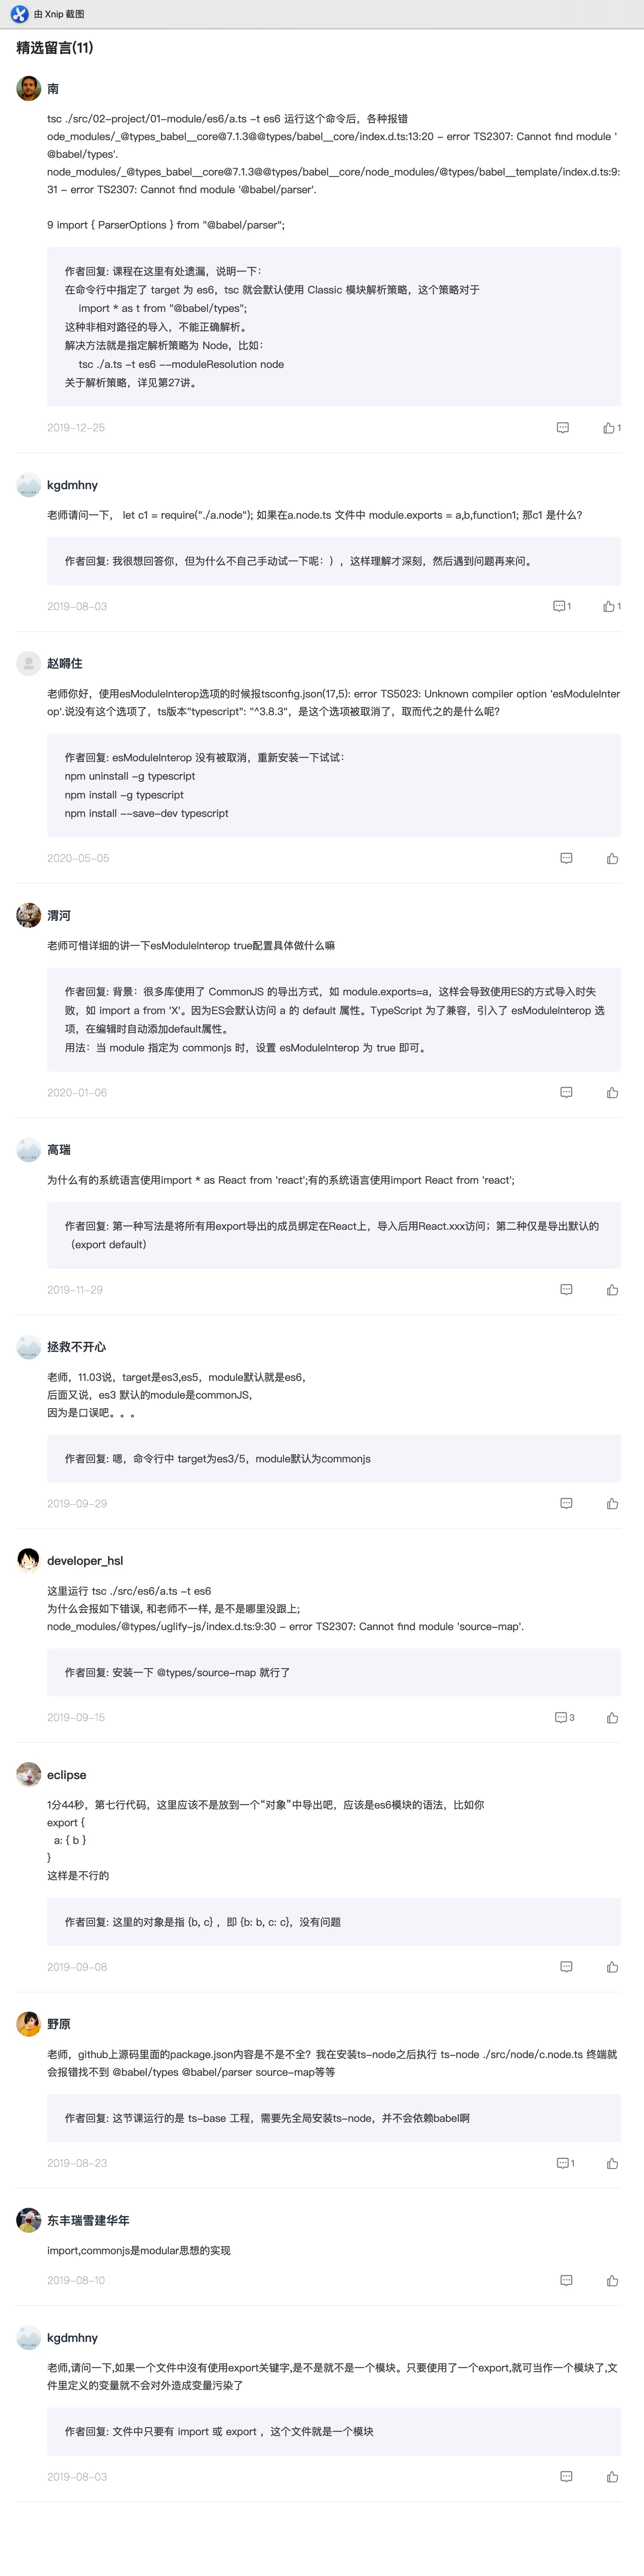 由 Xnip 截图
精选留言(11)
南
tsc ./src/02-project/01-module/es6/a.ts -t es6 运行这个命令后，各种报错
ode_modules/_@types_babel__core@7.1.3@@types/babel__core/index.d.ts:13:20 - error TS2307: Cannot find module '
@babel/types'.
node_modules/_@types_babel__core@7.1.3@@types/babel__core/node_modules/@types/babel__template/index.d.ts:9:
31 - error TS2307: Cannot find module '@babel/parser'.
9 import { ParserOptions } from "@babel/parser";
作者回复: 课程在这里有处遗漏，说明一下：
在命令行中指定了 target 为 es6，tsc 就会默认使用 Classic 模块解析策略，这个策略对于
import * as t from "@babel/types";
这种非相对路径的导入，不能正确解析。
解决方法就是指定解析策略为 Node，比如：
tsc ./a.ts -t es6 --moduleResolution node
关于解析策略，详见第27讲。
2019-12-25
1
kgdmhny
老师请问一下， let c1 = require("./a.node"); 如果在a.node.ts 文件中 module.exports = a,b,function1; 那c1 是什么?
作者回复: 我很想回答你，但为什么不自己手动试一下呢：），这样理解才深刻，然后遇到问题再来问。
2019-08-03
1
1
赵嘚住
老师你好，使用esModuleInterop选项的时候报tsconfig.json(17,5): error TS5023: Unknown compiler option 'esModuleInter
op'.说没有这个选项了，ts版本"typescript": "^3.8.3"，是这个选项被取消了，取而代之的是什么呢?
作者回复: esModuleInterop 没有被取消，重新安装一下试试：
npm uninstall -g typescript
npm install -g typescript
npm install --save-dev typescript
2020-05-05
渭河
老师可惜详细的讲一下esModuleInterop true配置具体做什么嘛
作者回复: 背景：很多库使用了 CommonJS 的导出方式，如 module.exports=a，这样会导致使用ES的方式导入时失
败，如 import a from 'X'。因为ES会默认访问 a 的 default 属性。TypeScript 为了兼容，引入了 esModuleInterop 选
项，在编辑时自动添加default属性。
用法：当 module 指定为 commonjs 时，设置 esModuleInterop 为 true 即可。
2020-01-06
高瑞
为什么有的系统语言使用import * as React from 'react';有的系统语言使用import React from 'react';
作者回复: 第一种写法是将所有用export导出的成员绑定在React上，导入后用React.xxx访问；第二种仅是导出默认的
（export default）
2019-11-29
拯救不开心
老师，11.03说，target是es3,es5，module默认就是es6，
后面又说，es3 默认的module是commonJS，
因为是口误吧。。。
作者回复: 嗯，命令行中 target为es3/5，module默认为commonjs
2019-09-29
developer_hsl
这里运行 tsc ./src/es6/a.ts -t es6
为什么会报如下错误, 和老师不一样, 是不是哪里没跟上;
node_modules/@types/uglify-js/index.d.ts:9:30 - error TS2307: Cannot find module 'source-map'.
作者回复: 安装一下 @types/source-map 就行了
2019-09-15
3
eclipse
1分44秒，第七行代码，这里应该不是放到一个“对象”中导出吧，应该是es6模块的语法，比如你
export {
a: { b }
}
这样是不行的
作者回复: 这里的对象是指 {b, c} ，即 {b: b, c: c}，没有问题
2019-09-08
野原
老师，github上源码里面的package.json内容是不是不全？我在安装ts-node之后执行 ts-node ./src/node/c.node.ts 终端就
会报错找不到 @babel/types @babel/parser source-map等等
作者回复: 这节课运行的是 ts-base 工程，需要先全局安装ts-node，并不会依赖babel啊
2019-08-23
1
东丰瑞雪建华年
import,commonjs是modular思想的实现
2019-08-10
kgdmhny
老师,请问一下,如果一个文件中没有使用export关键字,是不是就不是一个模块。只要使用了一个export,就可当作一个模块了,文
件里定义的变量就不会对外造成变量污染了
作者回复: 文件中只要有 import 或 export ，这个文件就是一个模块
2019-08-03